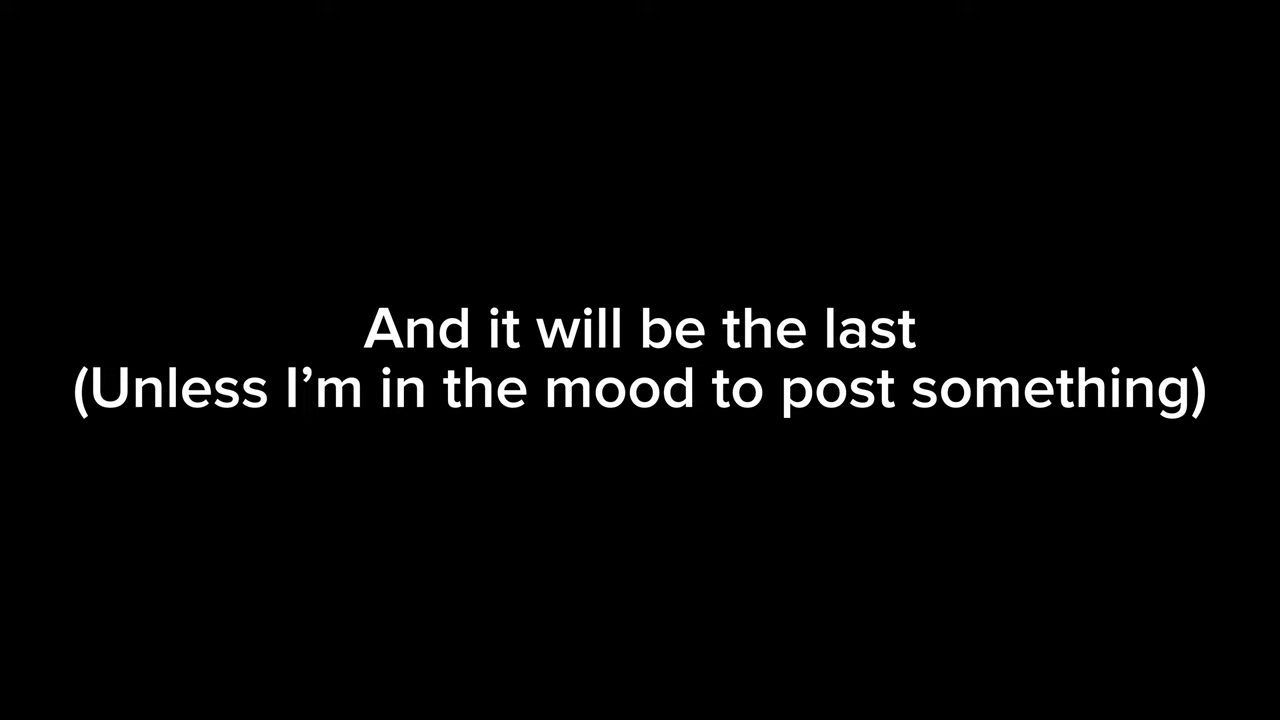 And it will be the last
(Unless I’m in the mood to post something)